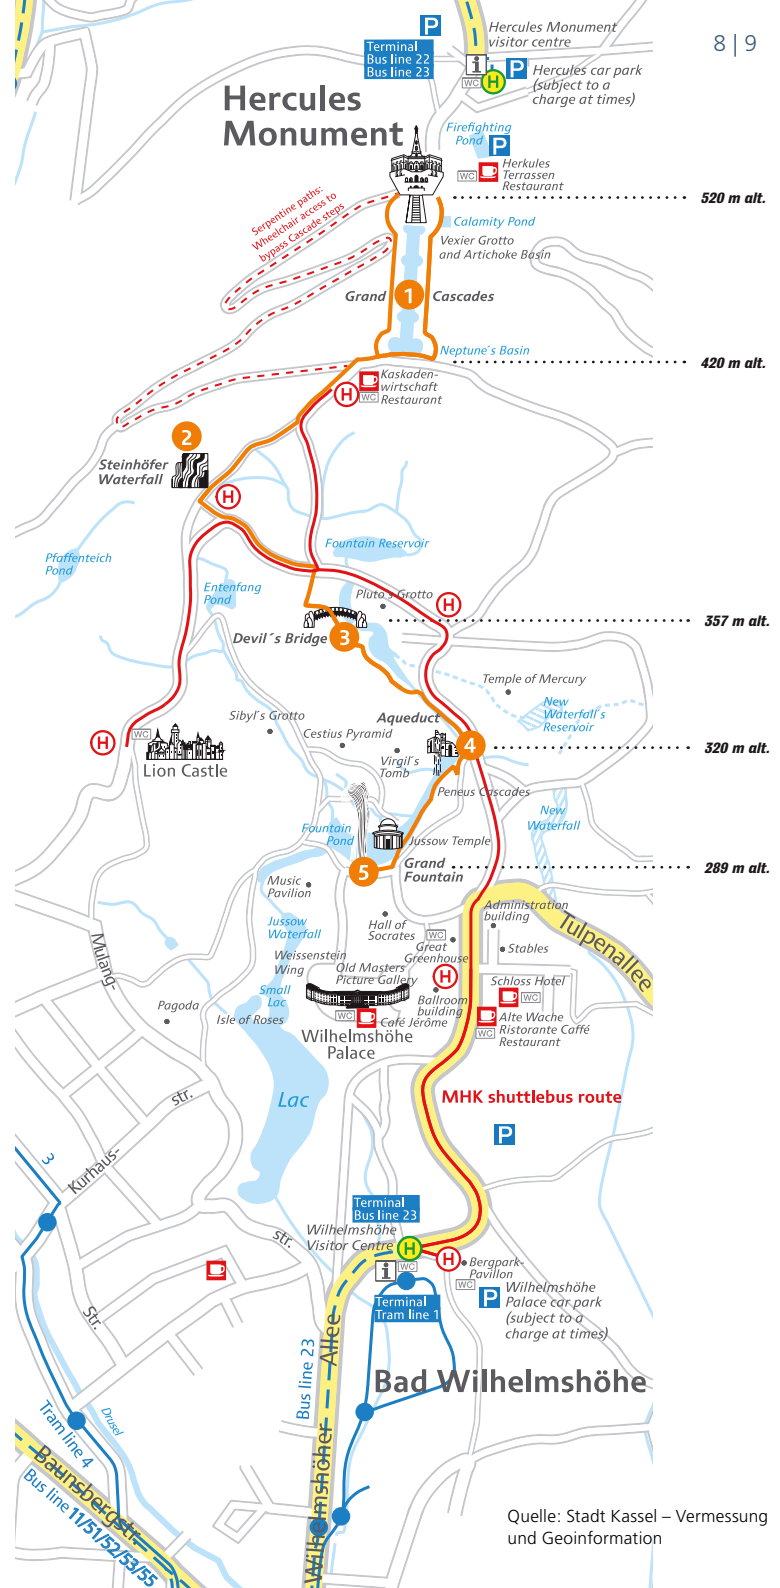 8 | 9
P
Hercules Monument
visitor centre
Terminal
Bus line 22
Bus line 23
i
P
WC
H
Hercules car park
(subject to a
charge at times)
Hercules
Monument
Firefighting
Pond
P
Herkules
Terrassen
Restaurant
WC
Serpentine paths:
Wheelchair access to
bypass Cascade steps
520 m alt.
Calamity Pond
Vexier Grotto
and Artichoke Basin
Grand 1 Cascades
Neptune´s Basin
420 m alt.
Kaskaden-
wirtschaft
Restaurant
H
WC
2
Steinhöfer
Waterfall
H
Fountain Reservoir
Pfaffenteich
Pond
Entenfang
Pond
Pluto´s Grotto
H
357 m alt.
Devil´s Bridge 3
Temple of Mercury
New
Waterfall´s
Reservoir
Sibyl´s Grotto
Aqueduct
Cestius Pyramid
4
320 m alt.
H
WC
Lion Castle
Virgil´s
Tomb
Peneus Cascades
New
Waterfall
Fountain
Pond
Jussow Temple
5
Grand
Fountain
289 m alt.
Music
Pavilion
Administration
building
Hall of
Socrates
Jussow
Waterfall
WC
Great
Greenhouse
Stables
Tulpenallee
Mulang-
Weissenstein
Wing
Old Masters
Picture Gallery
H
Schloss Hotel
WC
Small
Lac
Ballroom
building
Pagoda
Isle of Roses
WC
Café Jérôme
Wilhelmshöhe
Palace
Alte Wache
Ristorante Caffé
Restaurant
WC
str.
Lac
MHK shuttlebus route
P
3
Kurhaus-
str.
Terminal
Bus line 23
Wilhelmshöhe
Visitor Centre
H
H
WC
i
Bergpark-
Pavillon
WC
P
Wilhelmshöhe
Palace car park
(subject to a
charge at times)
Terminal
Tram line 1
Str.
Bus line 23
Wilhelmshöher Allee
Bad Wilhelmshöhe
Tram line 4
Drusel
Baunsbergstr.
Bus line 11/51/52/53/55
Quelle: Stadt Kassel – Vermessung
und Geoinformation